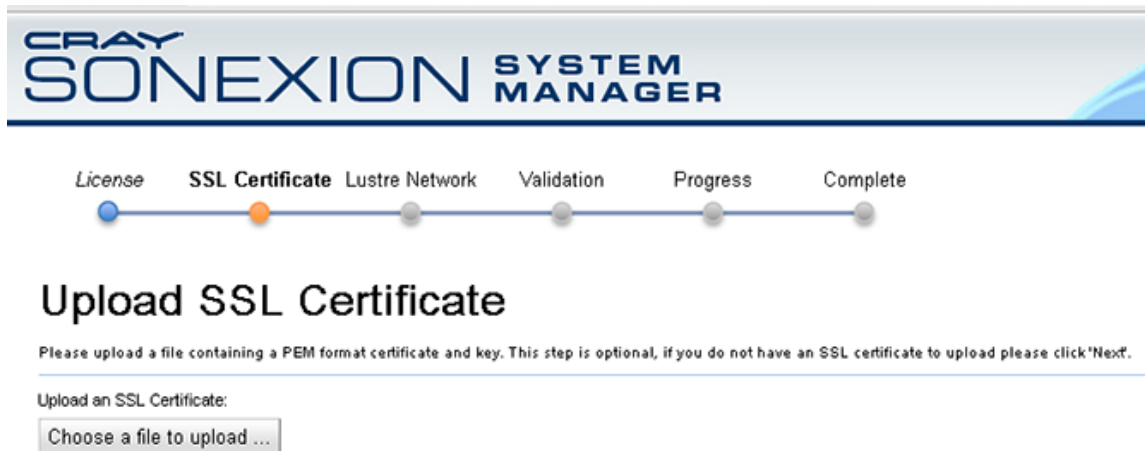 CRAY
SONEXION SYSTEM MANAGER
License SSL Certificate Lustre Network Validation Progress Complete
Upload SSL Certificate
Please upload a file containing a PEM format certificate and key. This step is optional, if you do not have an SSL certificate to upload please click 'Next'.
Upload an SSL Certificate:
Choose a file to upload ...